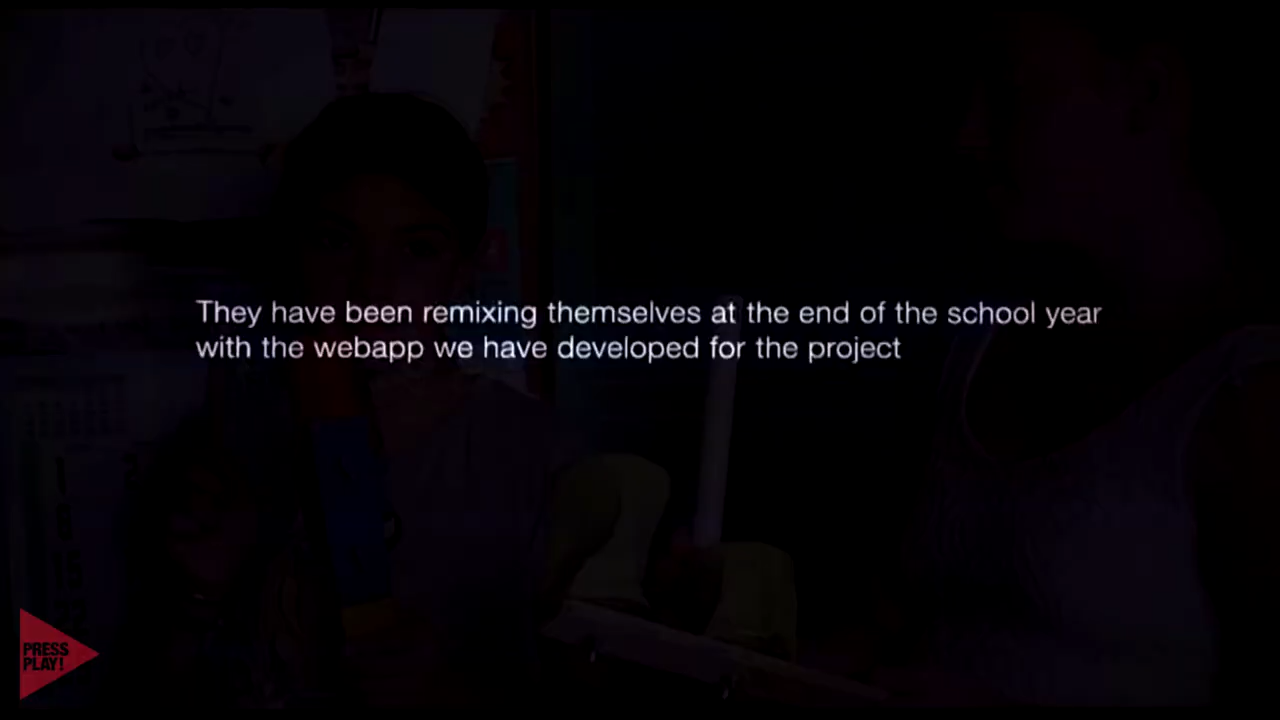 They have been remixing themselves at the end of the school year
with the webapp we have developed for the project
PRESS
PLAY!